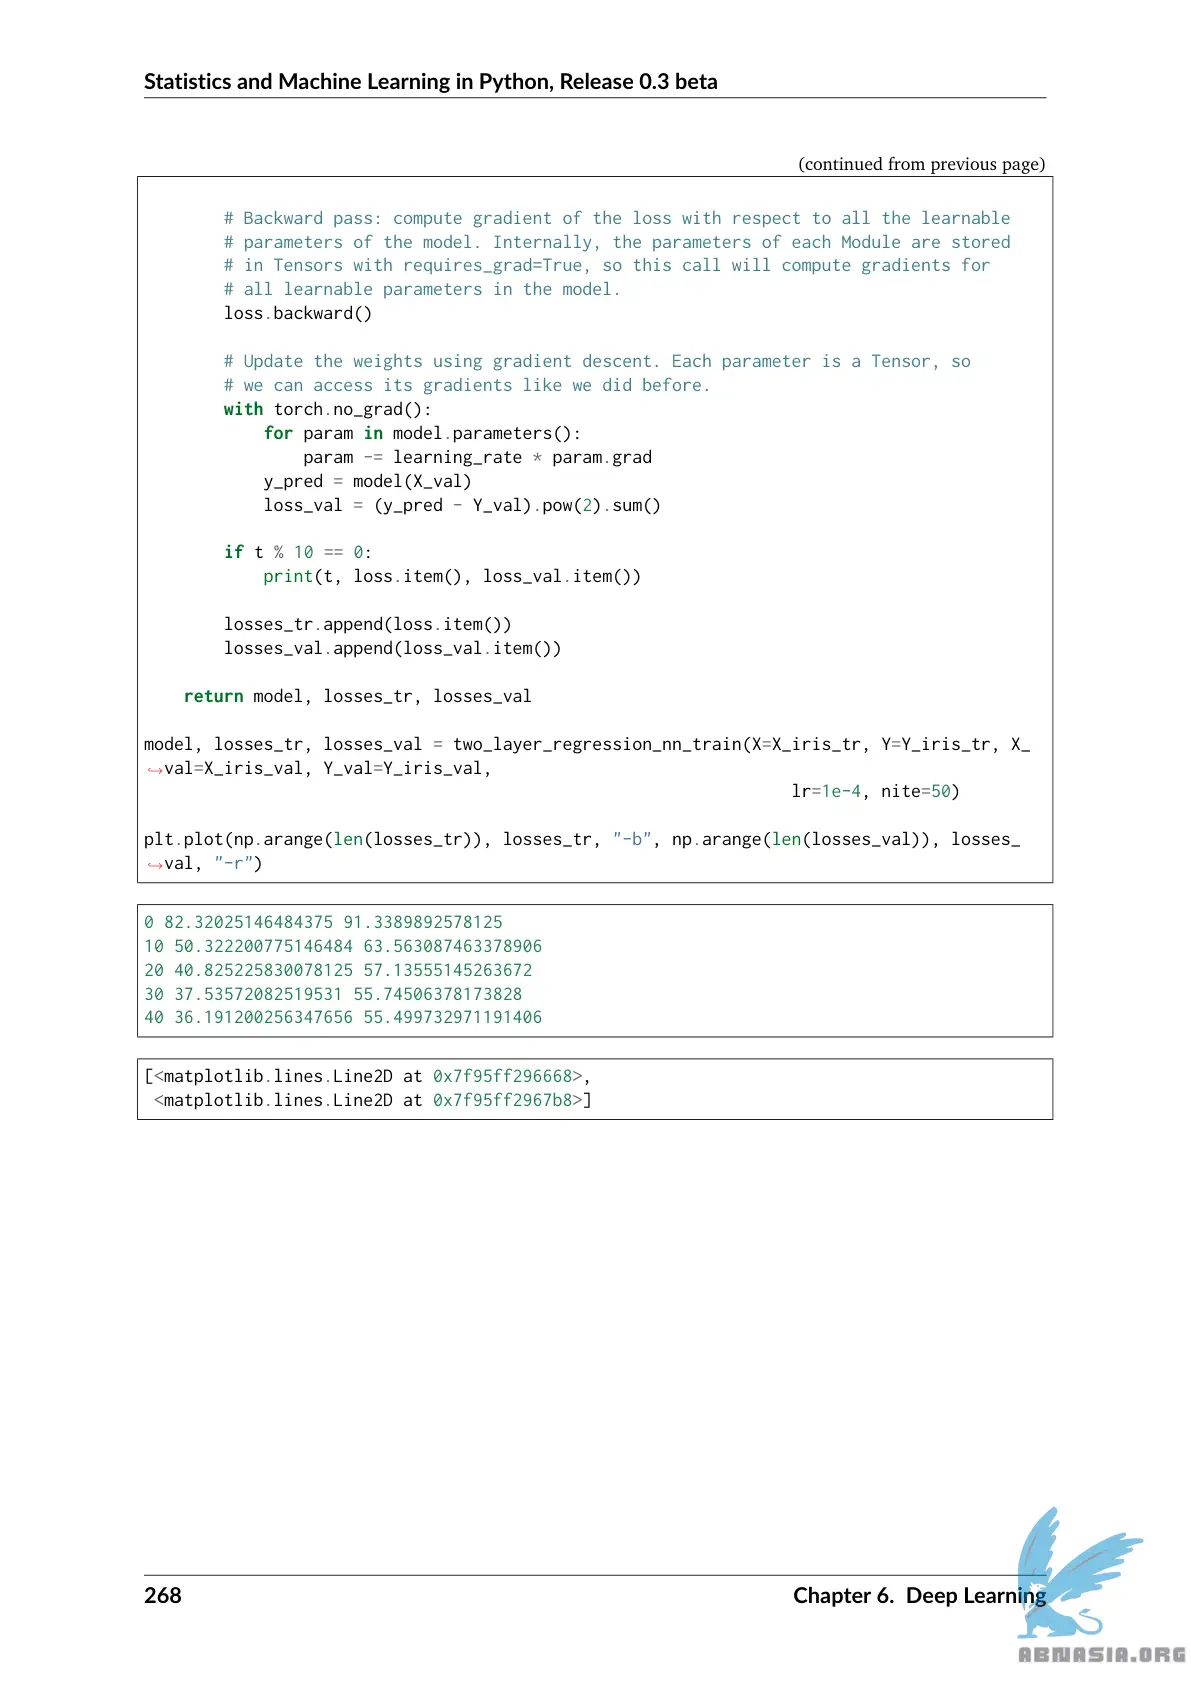 Statistics and Machine Learning in Python, Release 0.3 beta
(continued from previous page)
# Backward pass: compute gradient of the loss with respect to all the learnable
# parameters of the model. Internally, the parameters of each Module are stored
# in Tensors with requires_grad=True, so this call will compute gradients for
# all learnable parameters in the model.
loss.backward()
# Update the weights using gradient descent. Each parameter is a Tensor, so
# we can access its gradients like we did before.
with torch.no_grad():
for param in model.parameters():
param -= learning_rate * param.grad
y_pred = model(X_val)
loss_val = (y_pred - Y_val).pow(2).sum()
if t % 10 == 0:
print(t, loss.item(), loss_val.item())
losses_tr.append(loss.item())
losses_val.append(loss_val.item())
return model, losses_tr, losses_val
model, losses_tr, losses_val = two_layer_regression_nn_train(X=X_iris_tr, Y=Y_iris_tr, X_
↪val=X_iris_val, Y_val=Y_iris_val,
lr=1e-4, nite=50)
plt.plot(np.arange(len(losses_tr)), losses_tr, "-b", np.arange(len(losses_val)), losses_
↪val, "-r")
0 82.32025146484375 91.3389892578125
10 50.322200775146484 63.563087463378906
20 40.825225830078125 57.13555145263672
30 37.53572082519531 55.74506378173828
40 36.191200256347656 55.499732971191406
[<matplotlib.lines.Line2D at 0x7f95ff296668>,
<matplotlib.lines.Line2D at 0x7f95ff2967b8>]
268
Chapter 6. Deep Learning
ABNASIA.ORG